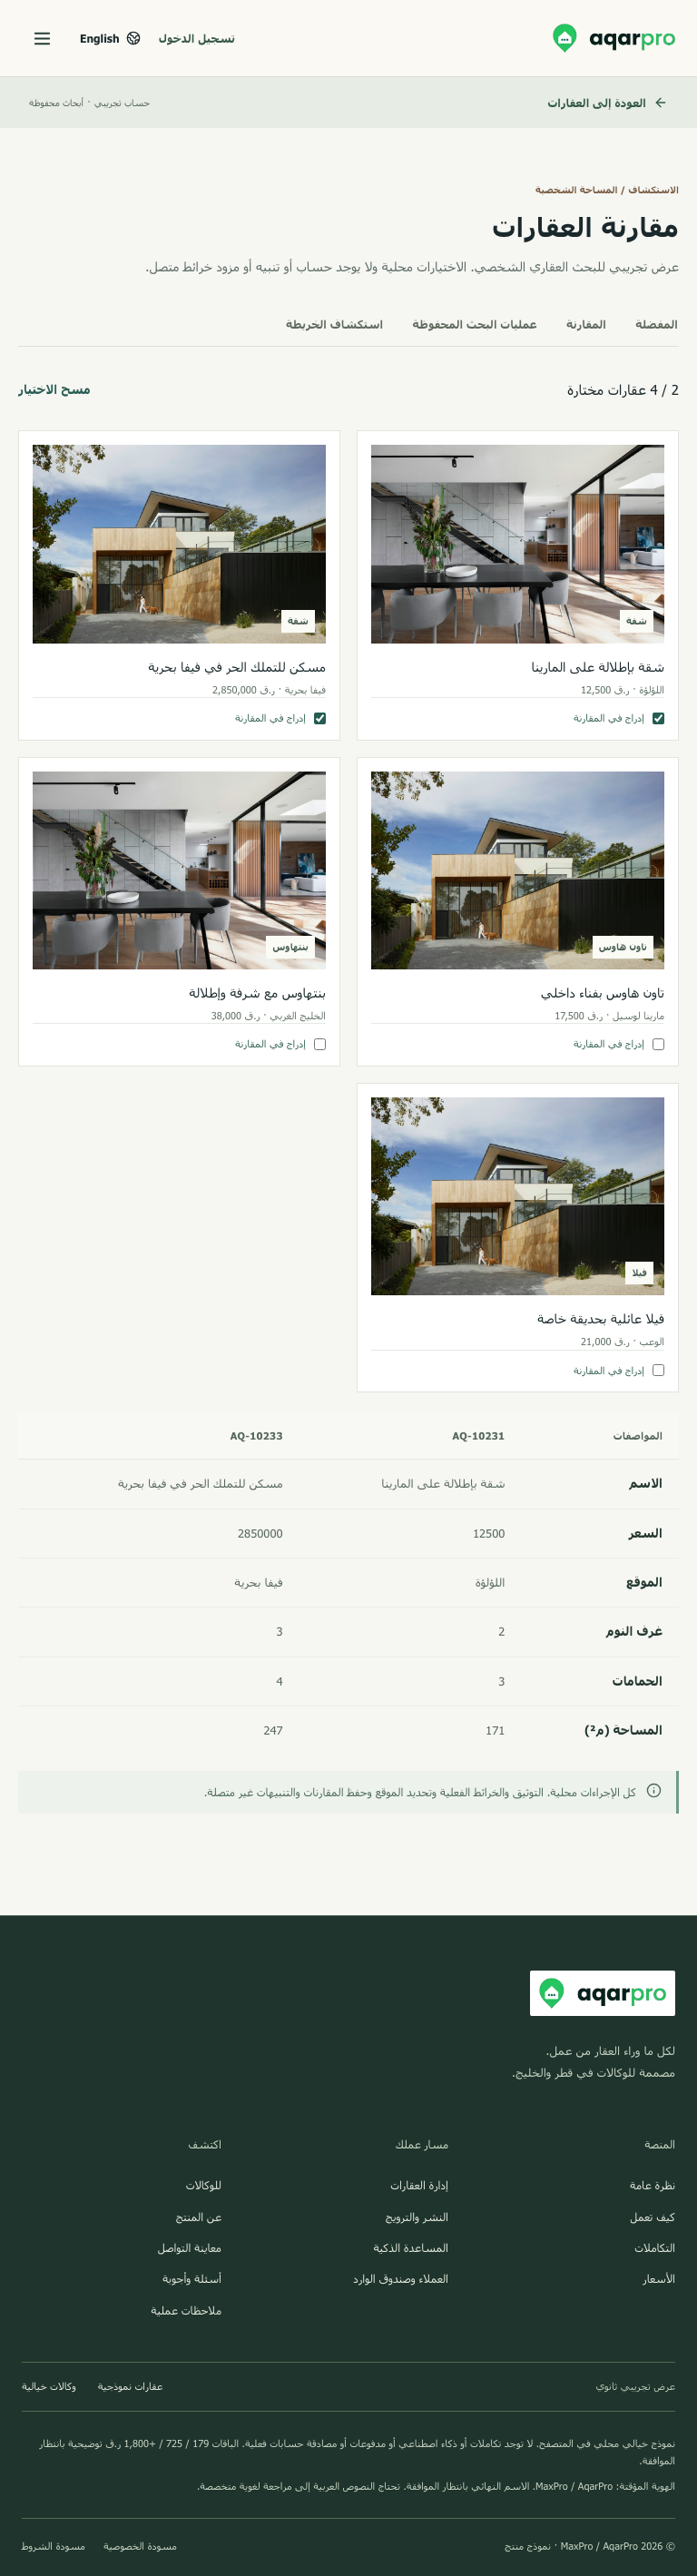 aqarpro
تسجيل الدخول
English
العودة إلى العقارات
حساب تجريبي · أبحاث محفوظة
الاستكشاف / المساحة الشخصية
مقارنة العقارات
عرض تجريبي للبحث العقاري الشخصي. الاختيارات محلية ولا يوجد حساب أو تنبيه أو مزود خرائط متصل.
المفضلة
المقارنة
عمليات البحث المحفوظة
استكشاف الخريطة
2 / 4 عقارات مختارة
مسح الاختيار
شقة
شقة بإطلالة على المارينا
اللؤلؤة · ر.ق 12,500
إدراج في المقارنة
شقة
مسكن للتملك الحر في فيفا بحرية
فيفا بحرية · ر.ق 2,850,000
إدراج في المقارنة
تاون هاوس
تاون هاوس بفناء داخلي
مارينا لوسيل · ر.ق 17,500
إدراج في المقارنة
بنتهاوس
بنتهاوس مع شرفة وإطلالة
الخليج الغربي · ر.ق 38,000
إدراج في المقارنة
فيلا
فيلا عائلية بحديقة خاصة
الوعب · ر.ق 21,000
إدراج في المقارنة
المواصفات AQ-10231 AQ-10233
الاسم شقة بإطلالة على المارينا مسكن للتملك الحر في فيفا بحرية
السعر 12500 2850000
الموقع اللؤلؤة فيفا بحرية
غرف النوم 2 3
الحمامات 3 4
المساحة (م²) 171 247
كل الإجراءات محلية. التوثيق والخرائط الفعلية وتحديد الموقع وحفظ المقارنات والتنبيهات غير متصلة.
aqarpro
لكل ما وراء العقار من عمل.
مصممة للوكالات في قطر والخليج.
المنصة
نظرة عامة
كيف تعمل
التكاملات
الأسعار
مسار عملك
إدارة العقارات
النشر والترويج
المساعدة الذكية
العملاء وصندوق الوارد
اكتشف
للوكالات
عن المنتج
معاينة التواصل
أسئلة وأجوبة
ملاحظات عملية
عرض تجريبي ثانوي
عقارات نموذجية
وكالات خيالية
نموذج خيالي محلي في المتصفح. لا توجد تكاملات أو ذكاء اصطناعي أو مدفوعات أو مصادقة حسابات فعلية. الباقات 179 / 725 / +1,800 ر.ق توضيحية بانتظار
الموافقة.
الهوية المؤقتة: MaxPro / AqarPro. الاسم النهائي بانتظار الموافقة. تحتاج النصوص العربية إلى مراجعة لغوية متخصصة.
© 2026 MaxPro / AqarPro · نموذج منتج
مسودة الخصوصية
مسودة الشروط